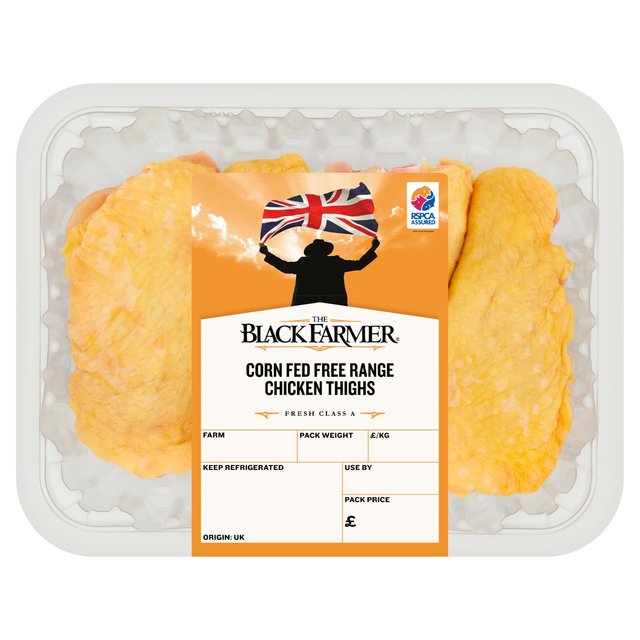 RSPCA
ASSURED
THE
BLACK FARMER®
CORN FED FREE RANGE
CHICKEN THIGHS
FRESH CLASS A
FARM
PACK WEIGHT
£/KG
KEEP REFRIGERATED
USE BY
PACK PRICE
£
ORIGIN: UK